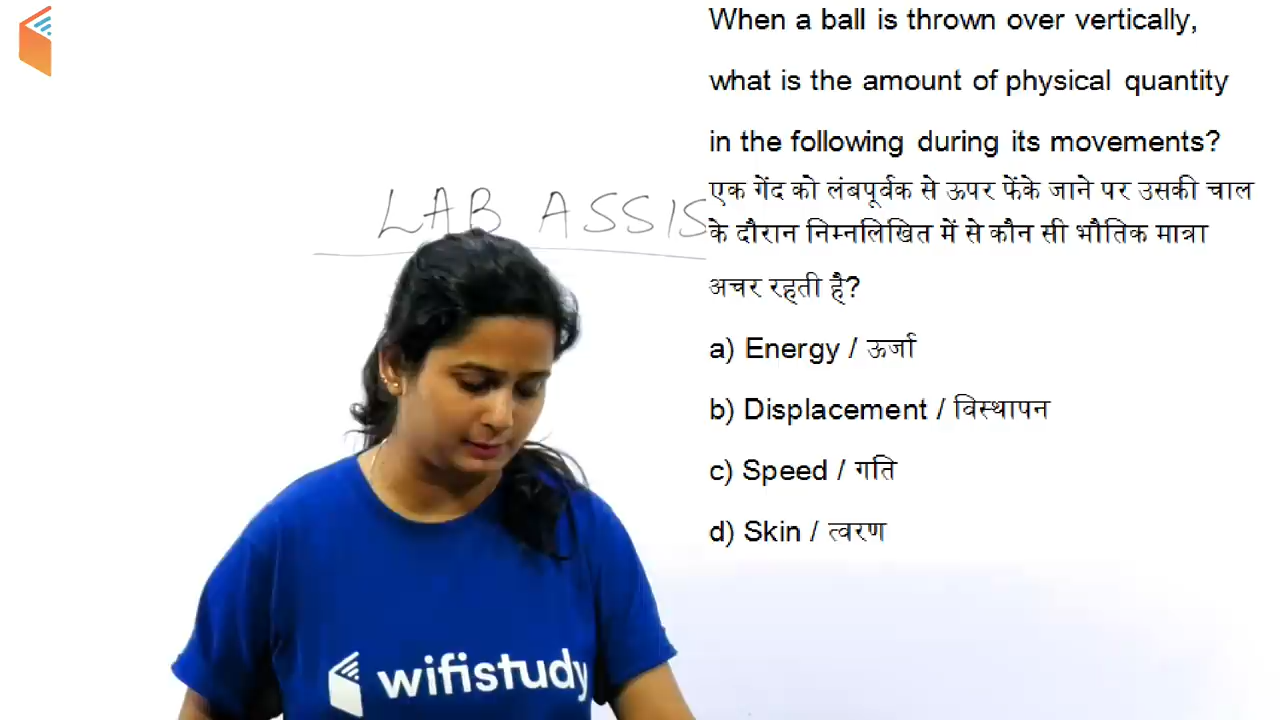 When a ball is thrown over vertically,
what is the amount of physical quantity
in the following during its movements?
एक गेंद को लंबपूर्वक से ऊपर फेंके जाने पर उसकी चाल
के दौरान निम्नलिखित में से कौन सी भौतिक मात्रा
अचर रहती है?
a) Energy / ऊर्जा
b) Displacement / विस्थापन
c) Speed / गति
d) Skin / त्वरण
LAB ASSIS
wifistudy